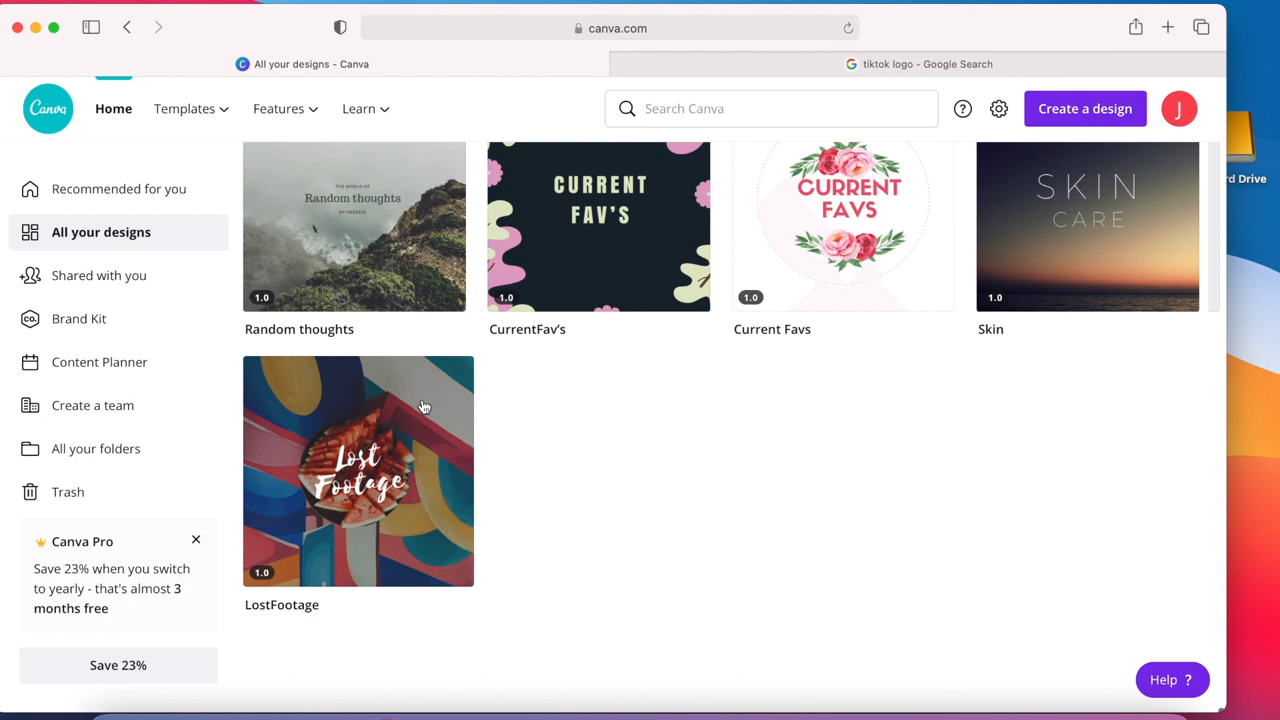 canva.com
All your designs - Canva
tiktok logo - Google Search
Canva
Home
Templates
Features
Learn
Search Canva
?
Create a design
J
rd Drive
Recommended for you
All your designs
Shared with you
Brand Kit
CO.
Content Planner
Create a team
All your folders
Trash
Canva Pro
Save 23% when you switch
to yearly - that's almost 3
months free
Save 23%
THE WORLD OF
Random thoughts
1.0
Random thoughts
CURRENT
FAV'S
1.0
CurrentFav's
CURRENT
FAVS
1.0
Current Favs
SKIN
CARE
1.0
Skin
Lost
Footage
1.0
LostFootage
Help ?